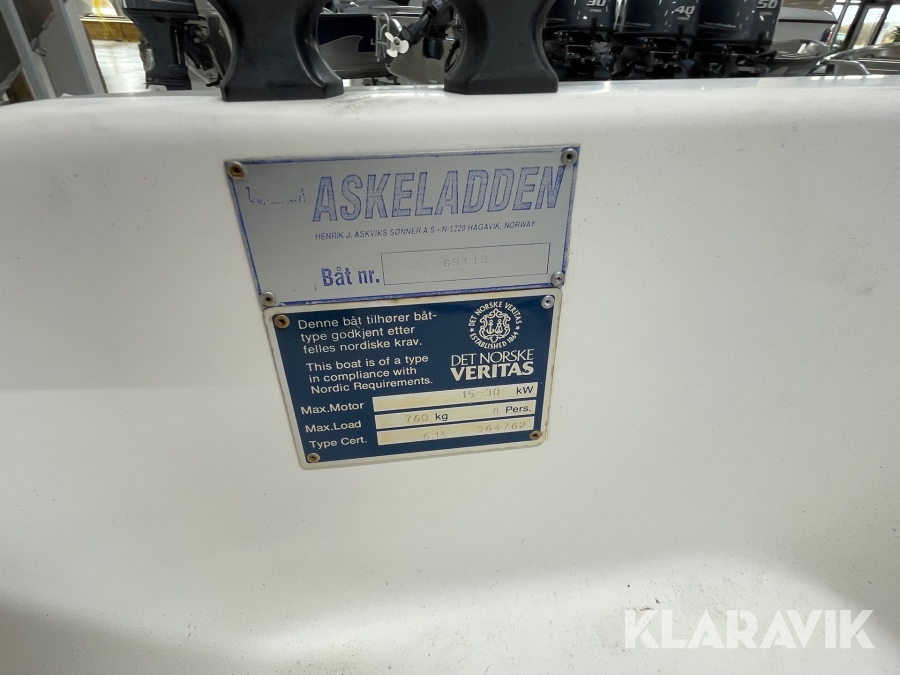 30 40 50
ASKELADDEN
HENRIK J. ASKVIKS SØNNER A.S - N-5220 HAGAVIK, NORWAY
Båt nr.
Denne båt tilhører båt-
type godkjent etter
felles nordiske krav.
This boat is of a type
in compliance with
Nordic Requirements.
DET NORSKE VERITAS
ESTABLISHED 1864
DET NORSKE
VERITAS
Max.Motor 15-30 kW
Max.Load 760 kg 8 Pers.
Type Cert.
KLARAVIK